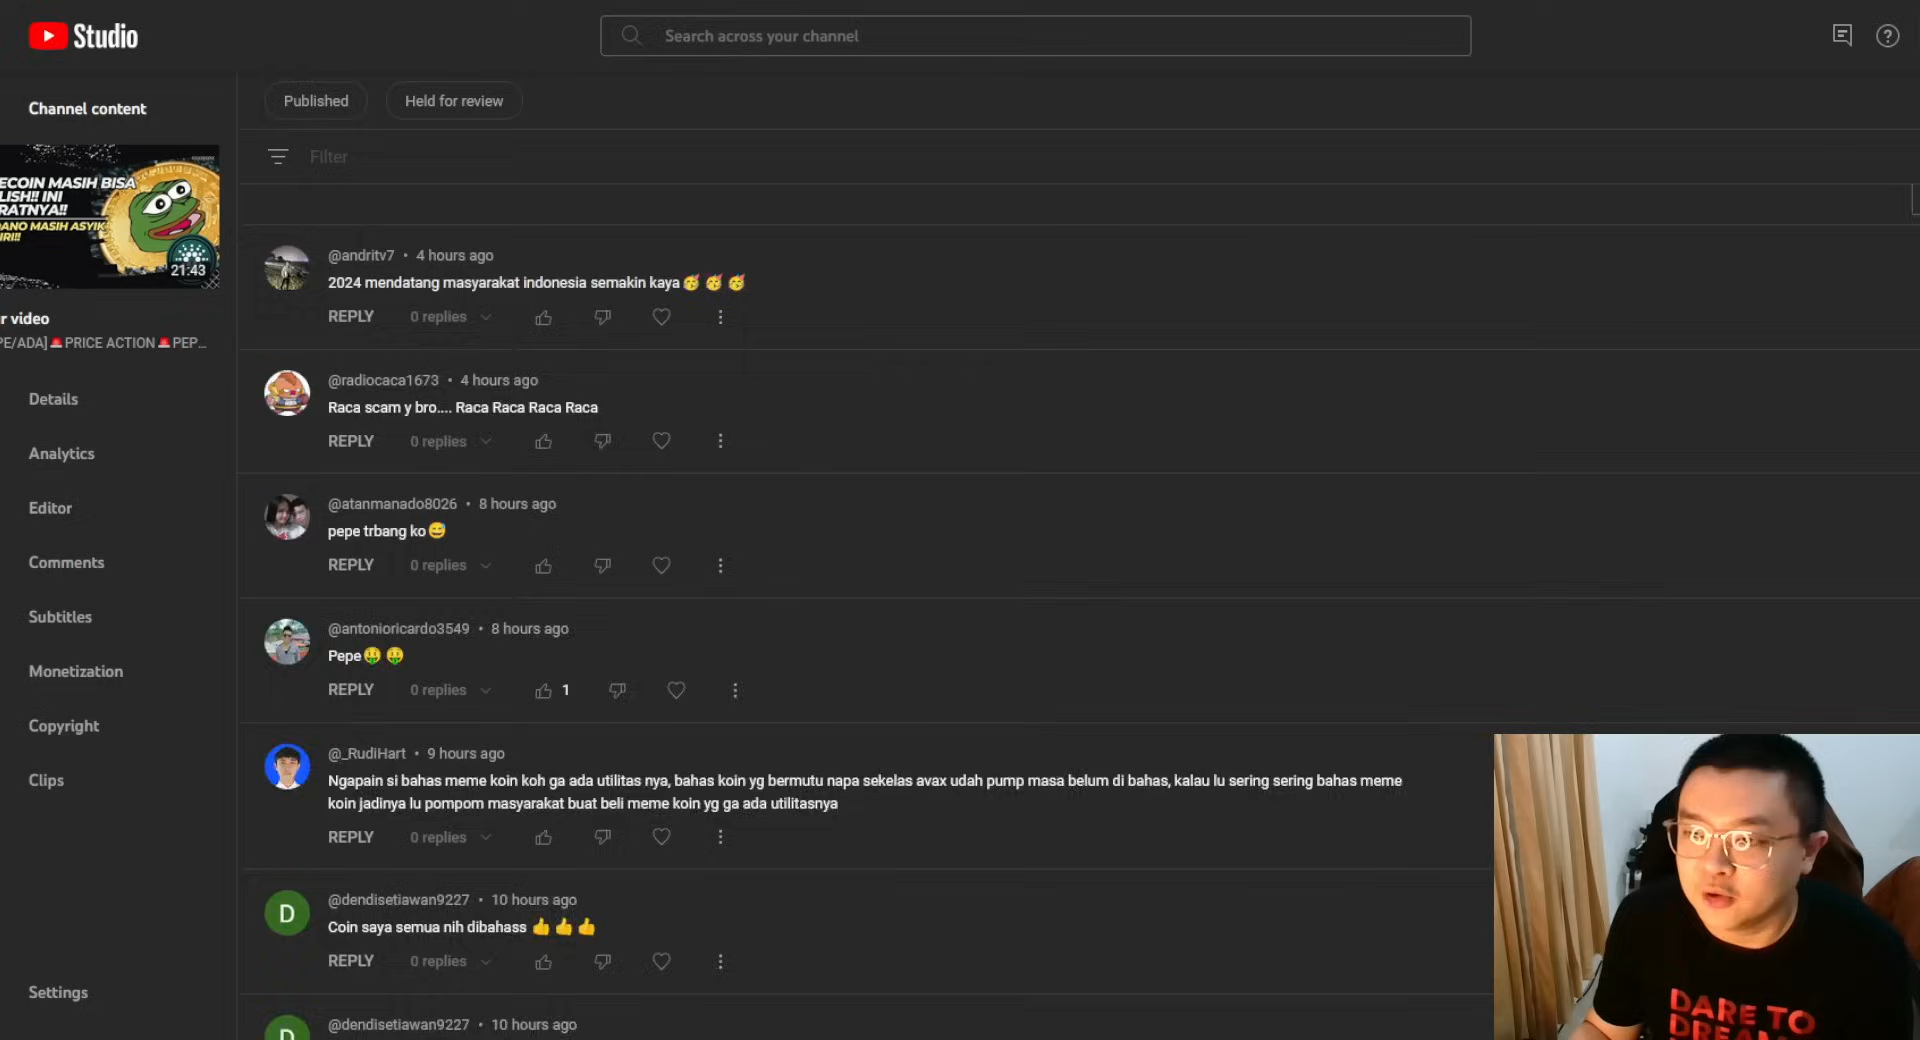 Studio
Search across your channel
Channel content
Published
Held for review
Filter
ECOIN MASIH BISA
LISH!! INI
RATNYA!!
ANO MASIH ASYIK
IRI!!
21:43
r video
PE/ADA]🚨PRICE ACTION🚨PEP...
Details
Analytics
Editor
Comments
Subtitles
Monetization
Copyright
Clips
Settings
@andritv7 • 4 hours ago
2024 mendatang masyarakat indonesia semakin kaya🥳🥳🥳
REPLY 0 replies
@radiocaca1673 • 4 hours ago
Raca scam y bro.... Raca Raca Raca Raca
REPLY 0 replies
@atanmanado8026 • 8 hours ago
pepe trbang ko😅
REPLY 0 replies
@antonioricardo3549 • 8 hours ago
Pepe🤑🤑
REPLY 0 replies 1
@_RudiHart • 9 hours ago
Ngapain si bahas meme koin koh ga ada utilitas nya, bahas koin yg bermutu napa sekelas avax udah pump masa belum di bahas, kalau lu sering sering bahas meme
koin jadinya lu pompom masyarakat buat beli meme koin yg ga ada utilitasnya
REPLY 0 replies
D
@dendisetiawan9227 • 10 hours ago
Coin saya semua nih dibahass 👍👍👍
REPLY 0 replies
D
@dendisetiawan9227 • 10 hours ago
DARE TO
DREAM